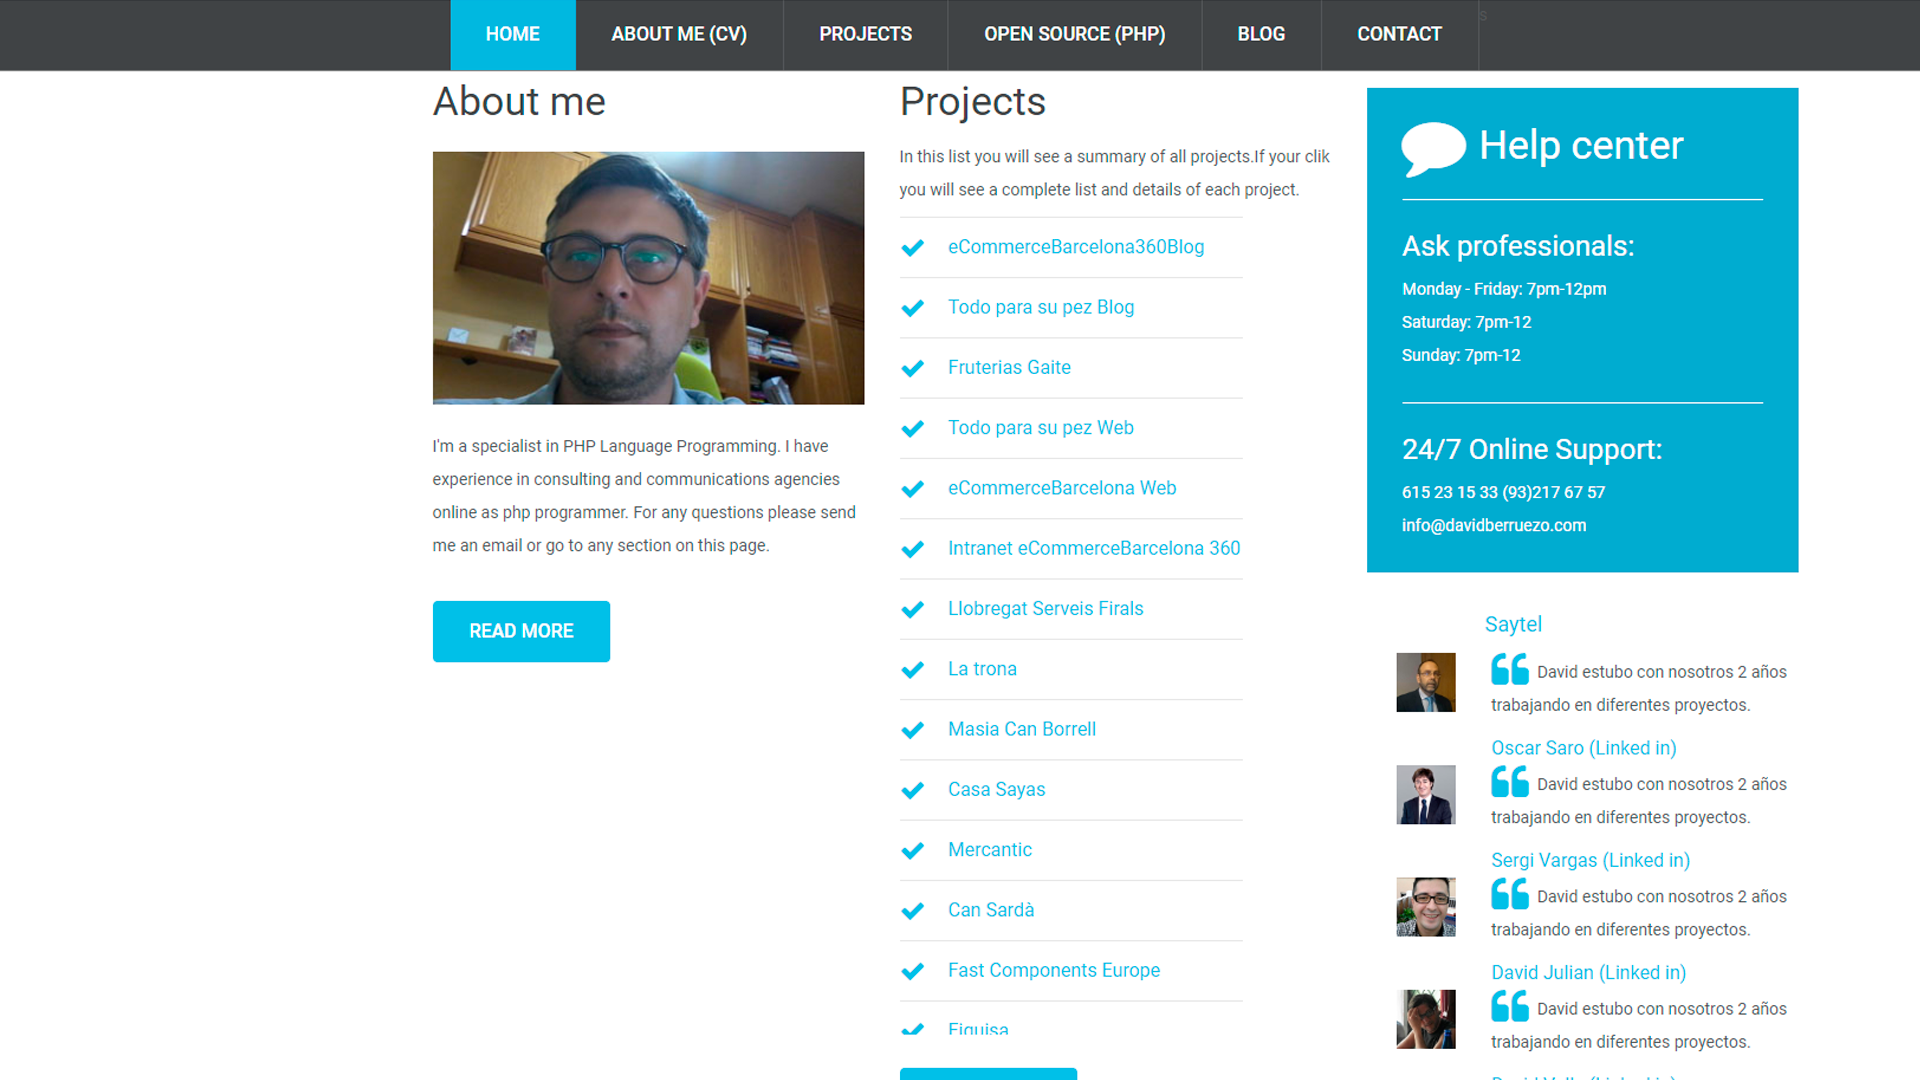 HOME
ABOUT ME (CV)
PROJECTS
OPEN SOURCE (PHP)
BLOG
CONTACT
s
About me
I'm a specialist in PHP Language Programming. I have
experience in consulting and communications agencies
online as php programmer. For any questions please send
me an email or go to any section on this page.
READ MORE
Projects
In this list you will see a summary of all projects.If your clik
you will see a complete list and details of each project.
eCommerceBarcelona360Blog
Todo para su pez Blog
Fruterias Gaite
Todo para su pez Web
eCommerceBarcelona Web
Intranet eCommerceBarcelona 360
Llobregat Serveis Firals
La trona
Masia Can Borrell
Casa Sayas
Mercantic
Can Sardà
Fast Components Europe
Help center
Ask professionals:
Monday - Friday: 7pm-12pm
Saturday: 7pm-12
Sunday: 7pm-12
24/7 Online Support:
615 23 15 33 (93)217 67 57
info@davidberruezo.com
Saytel
David estubo con nosotros 2 años
trabajando en diferentes proyectos.
Oscar Saro (Linked in)
David estubo con nosotros 2 años
trabajando en diferentes proyectos.
Sergi Vargas (Linked in)
David estubo con nosotros 2 años
trabajando en diferentes proyectos.
David Julian (Linked in)
David estubo con nosotros 2 años
trabajando en diferentes proyectos.